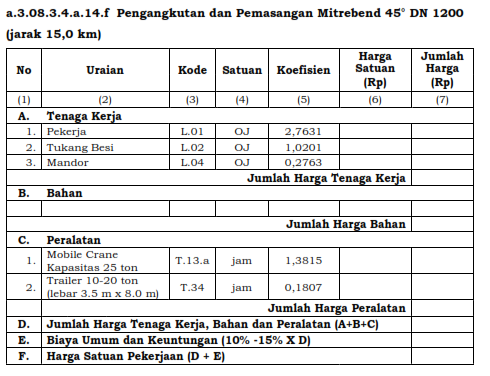 a.3.08.3.4.a.14.f Pengangkutan dan Pemasangan Mitrebend 45° DN 1200
(jarak 15,0 km)
No Uraian Kode Satuan Koefisien Harga Satuan (Rp) Jumlah Harga (Rp)
(1) (2) (3) (4) (5) (6) (7)
A. Tenaga Kerja
1. Pekerja L.01 OJ 2,7631
2. Tukang Besi L.02 OJ 1,0201
3. Mandor L.04 OJ 0,2763
Jumlah Harga Tenaga Kerja
B. Bahan
Jumlah Harga Bahan
C. Peralatan
1. Mobile Crane Kapasitas 25 ton T.13.a jam 1,3815
2. Trailer 10-20 ton (lebar 3.5 m x 8.0 m) T.34 jam 0,1807
Jumlah Harga Peralatan
D. Jumlah Harga Tenaga Kerja, Bahan dan Peralatan (A+B+C)
E. Biaya Umum dan Keuntungan (10% -15% X D)
F. Harga Satuan Pekerjaan (D + E)